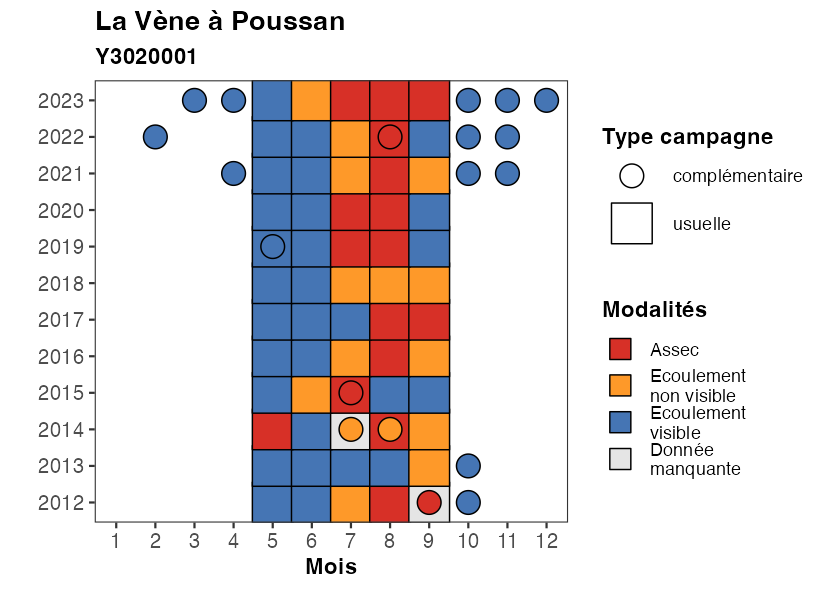 La Vène à Poussan
Y3020001
2023
2022
2021
2020
2019
2018
2017
2016
2015
2014
2013
2012
1 2 3 4 5 6 7 8 9 10 11 12
Mois
Type campagne
complémentaire
usuelle
Modalités
Assec
Ecoulement
non visible
Ecoulement
visible
Donnée
manquante